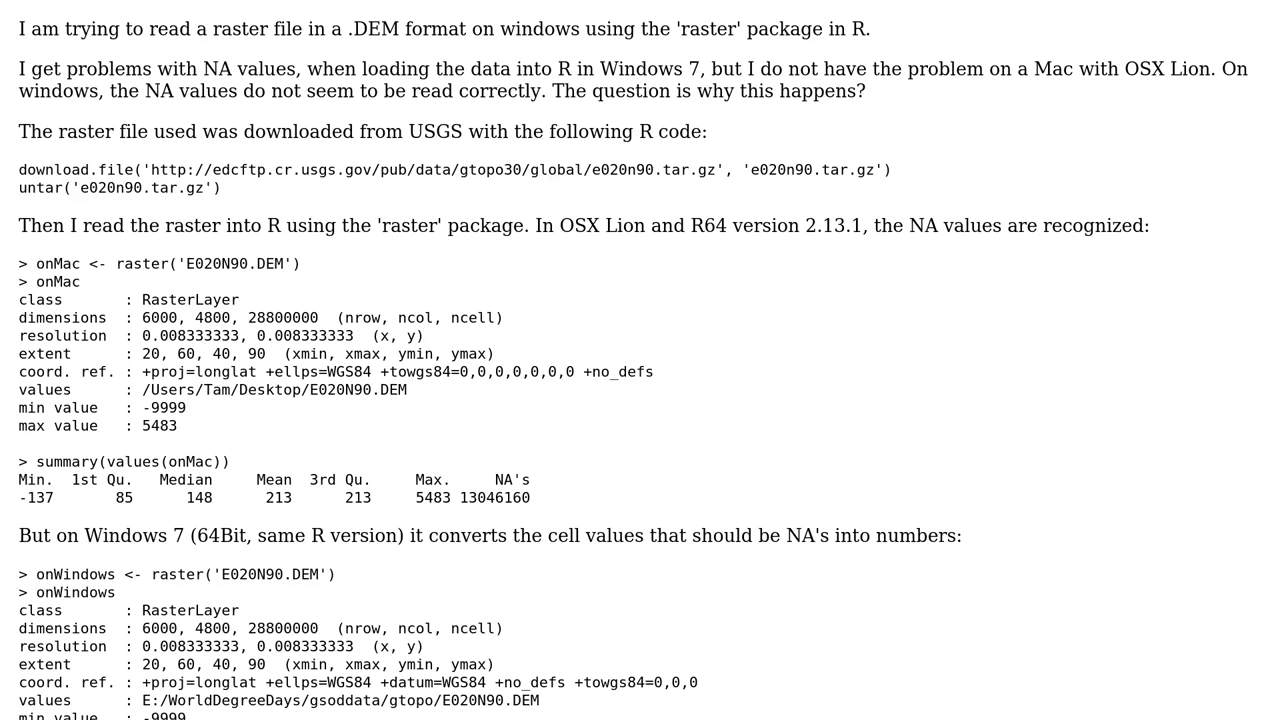 I am trying to read a raster file in a .DEM format on windows using the 'raster' package in R.
I get problems with NA values, when loading the data into R in Windows 7, but I do not have the problem on a Mac with OSX Lion. On
windows, the NA values do not seem to be read correctly. The question is why this happens?
The raster file used was downloaded from USGS with the following R code:
download.file('http://edcftp.cr.usgs.gov/pub/data/gtopo30/global/e020n90.tar.gz', 'e020n90.tar.gz')
untar('e020n90.tar.gz')
Then I read the raster into R using the 'raster' package. In OSX Lion and R64 version 2.13.1, the NA values are recognized:
> onMac <- raster('E020N90.DEM')
> onMac
class       : RasterLayer
dimensions  : 6000, 4800, 28800000  (nrow, ncol, ncell)
resolution  : 0.008333333, 0.008333333  (x, y)
extent      : 20, 60, 40, 90  (xmin, xmax, ymin, ymax)
coord. ref. : +proj=longlat +ellps=WGS84 +towgs84=0,0,0,0,0,0,0 +no_defs
values      : /Users/Tam/Desktop/E020N90.DEM
min value   : -9999
max value   : 5483
> summary(values(onMac))
Min.  1st Qu.   Median     Mean  3rd Qu.     Max.     NA's
-137       85      148      213      213     5483 13046160
But on Windows 7 (64Bit, same R version) it converts the cell values that should be NA's into numbers:
> onWindows <- raster('E020N90.DEM')
> onWindows
class       : RasterLayer
dimensions  : 6000, 4800, 28800000  (nrow, ncol, ncell)
resolution  : 0.008333333, 0.008333333  (x, y)
extent      : 20, 60, 40, 90  (xmin, xmax, ymin, ymax)
coord. ref. : +proj=longlat +ellps=WGS84 +datum=WGS84 +no_defs +towgs84=0,0,0
values      : E:/WorldDegreeDays/gsoddata/gtopo/E020N90.DEM
min value   : -9999